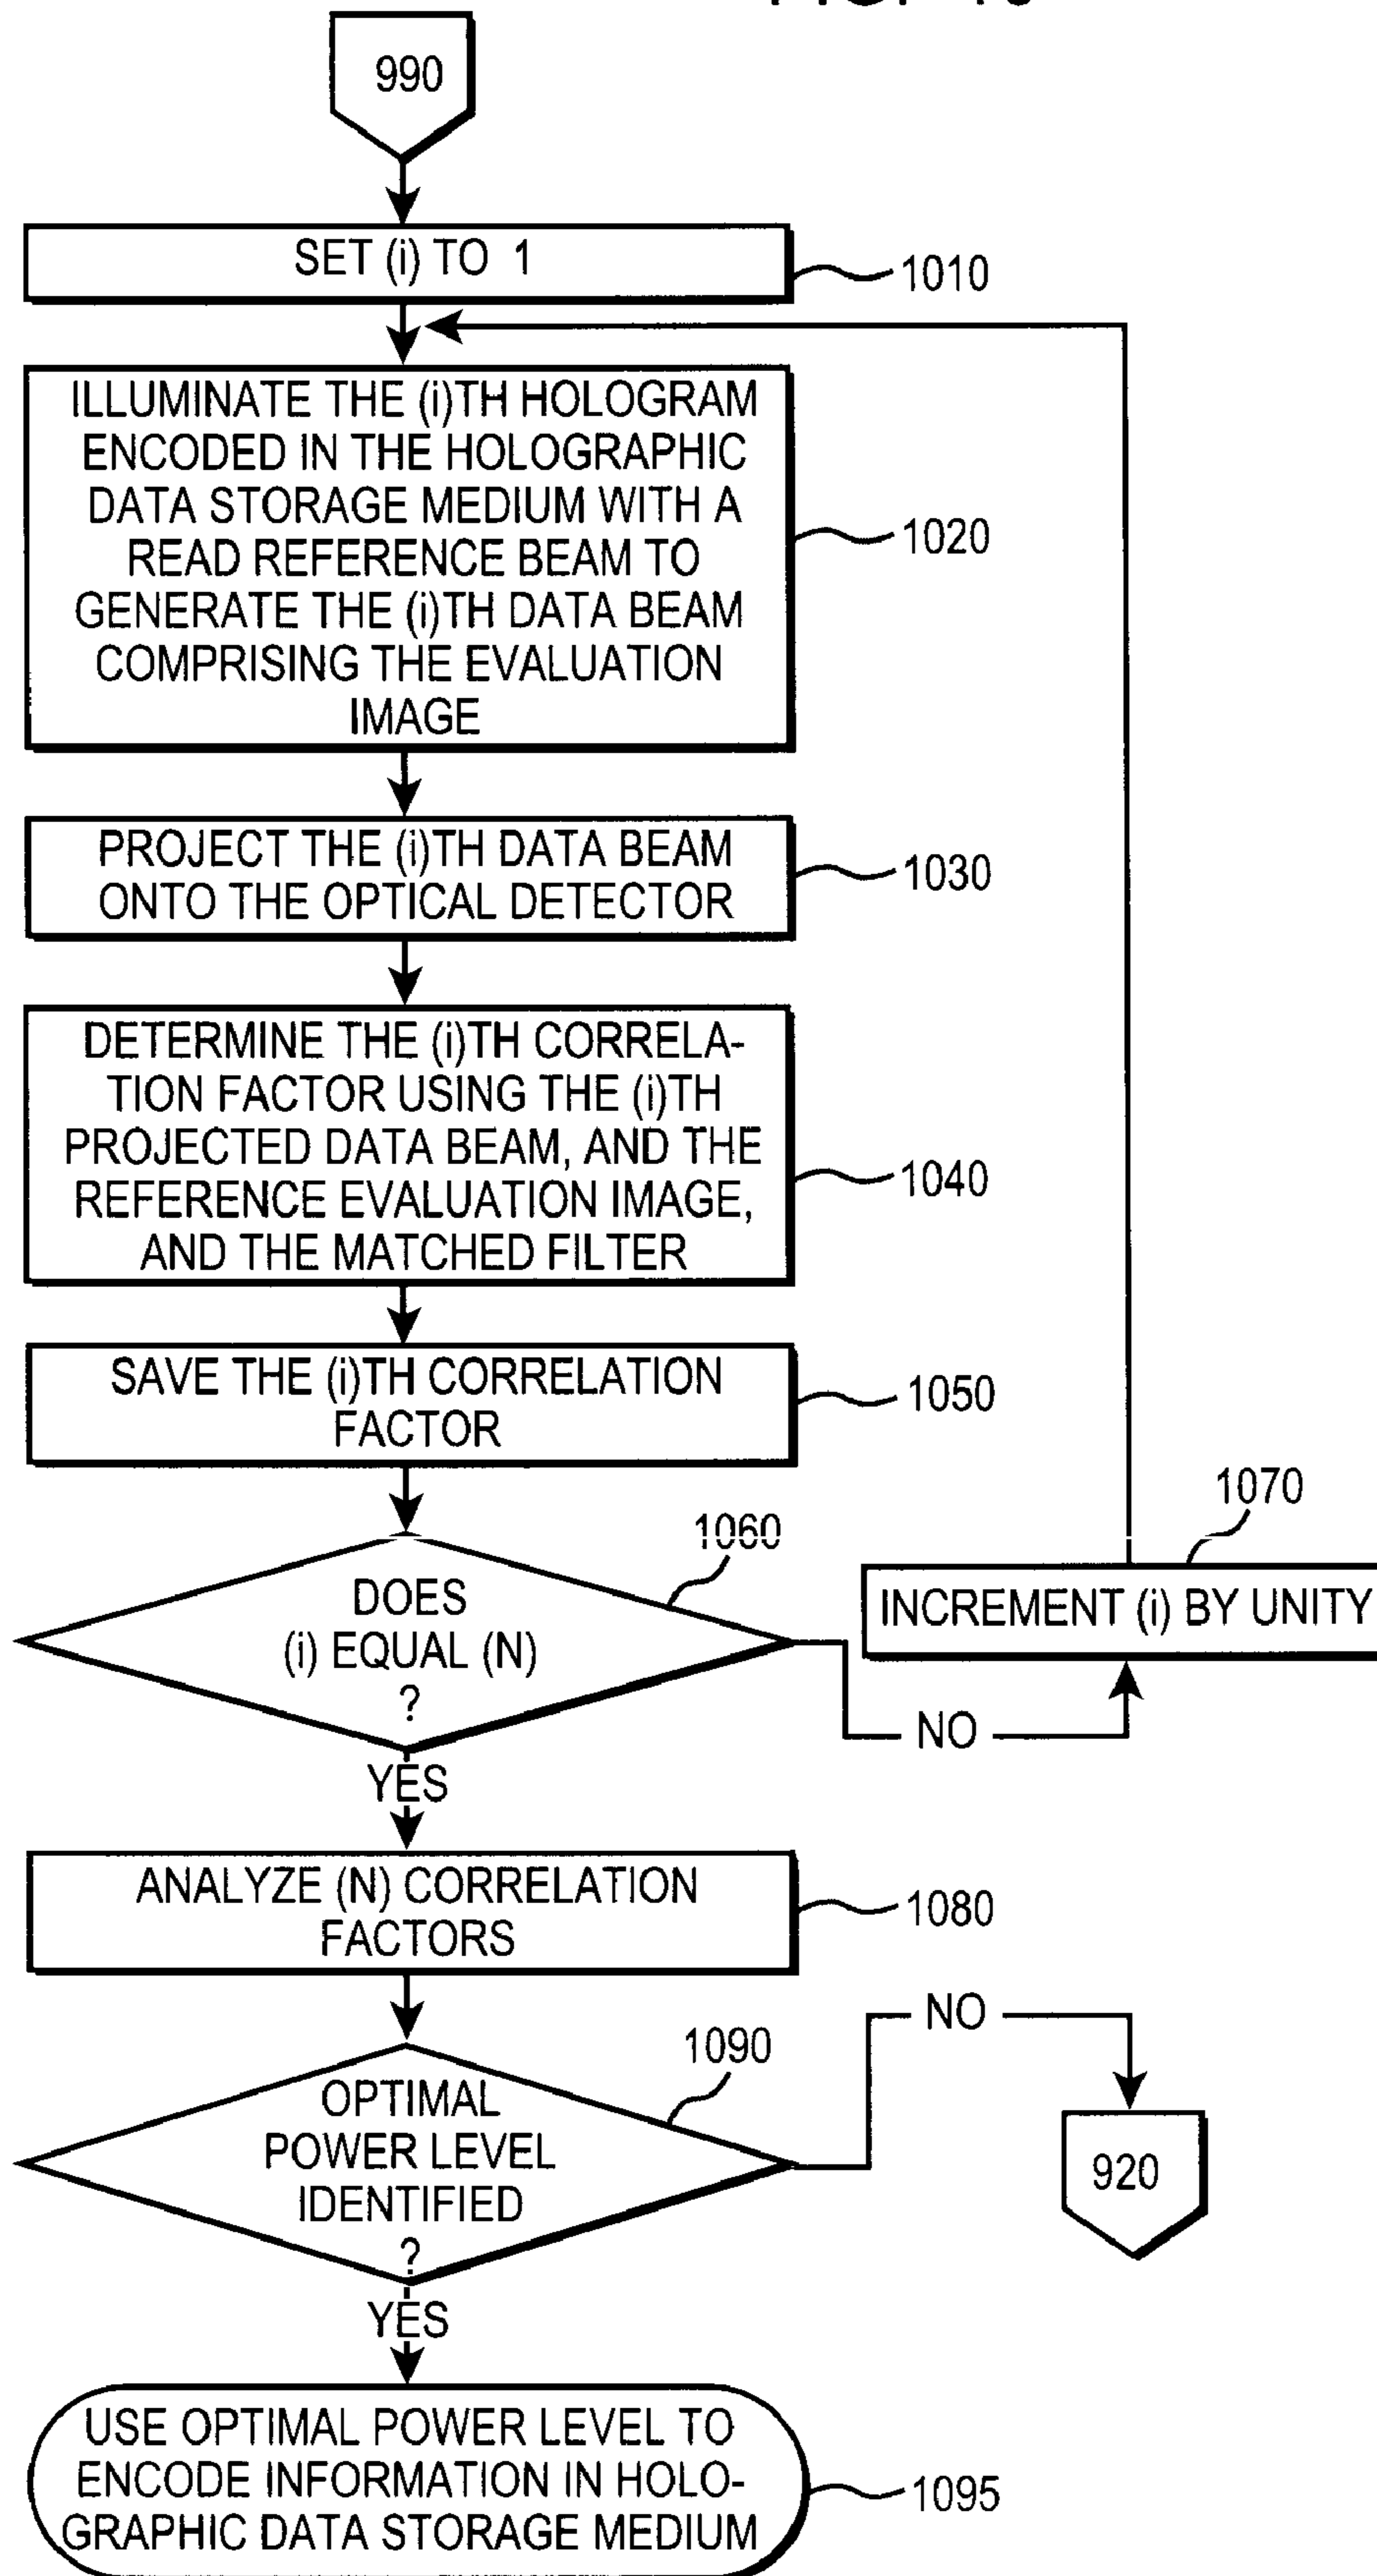 990
SET (i) TO 1
1010
ILLUMINATE THE (i)TH HOLOGRAM
ENCODED IN THE HOLOGRAPHIC
DATA STORAGE MEDIUM WITH A
READ REFERENCE BEAM TO
GENERATE THE (i)TH DATA BEAM
COMPRISING THE EVALUATION
IMAGE
1020
PROJECT THE (i)TH DATA BEAM
ONTO THE OPTICAL DETECTOR
1030
DETERMINE THE (i)TH CORRELA-
TION FACTOR USING THE (i)TH
PROJECTED DATA BEAM, AND THE
REFERENCE EVALUATION IMAGE,
AND THE MATCHED FILTER
1040
SAVE THE (i)TH CORRELATION
FACTOR
1050
1060
DOES
(i) EQUAL (N)
?
1070
INCREMENT (i) BY UNITY
NO
YES
ANALYZE (N) CORRELATION
FACTORS
1080
1090
OPTIMAL
POWER LEVEL
IDENTIFIED
?
NO
920
YES
USE OPTIMAL POWER LEVEL TO
ENCODE INFORMATION IN HOLO-
GRAPHIC DATA STORAGE MEDIUM
1095